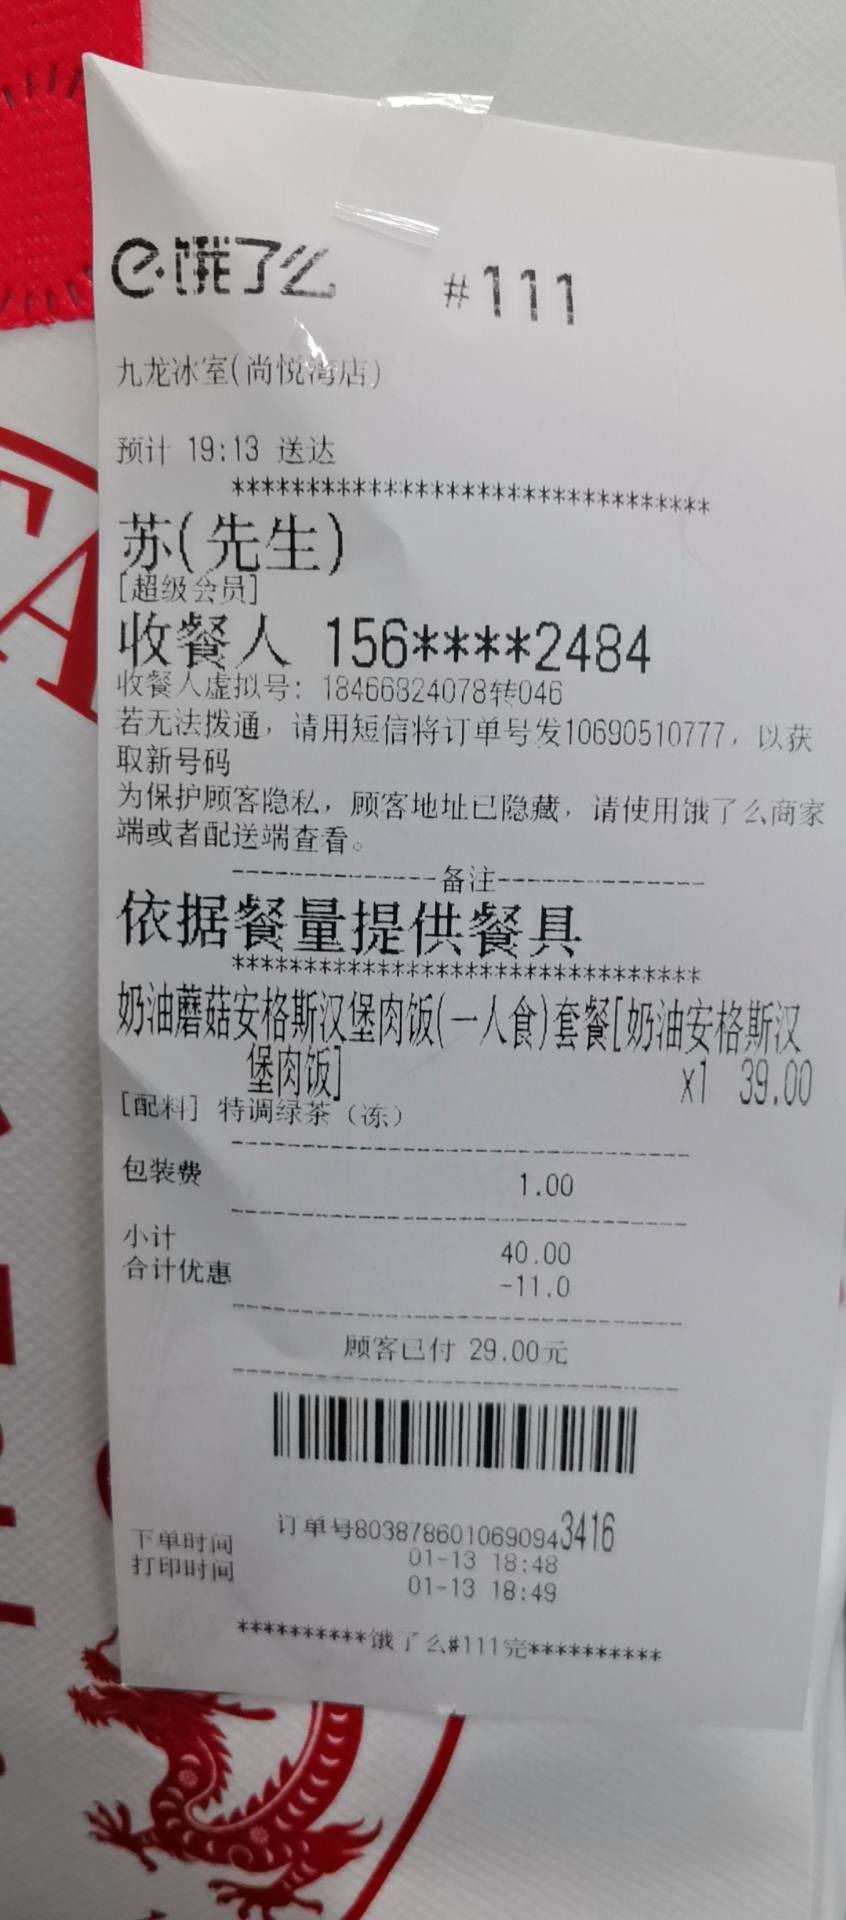 饿了么 #111
九龙冰室(尚悦湾店)
预计 19:13 送达
********************************
苏(先生)
[超级会员]
收餐人 156****2484
收餐人虚拟号: 18466824078转046
若无法拨通，请用短信将订单号发10690510777，以获
取新号码
为保护顾客隐私，顾客地址已隐藏，请使用饿了么商家
端或者配送端查看。
--------------备注--------------
依据餐量提供餐具
********************************
奶油蘑菇安格斯汉堡肉饭(一人食)套餐[奶油安格斯汉
堡肉饭] x1 39.00
[配料] 特调绿茶（冻）
包装费 1.00
小计 40.00
合计优惠 -11.0
顾客已付 29.00元
订单号8038786010690943416
下单时间 01-13 18:48
打印时间 01-13 18:49
**********饿了么#111完**********